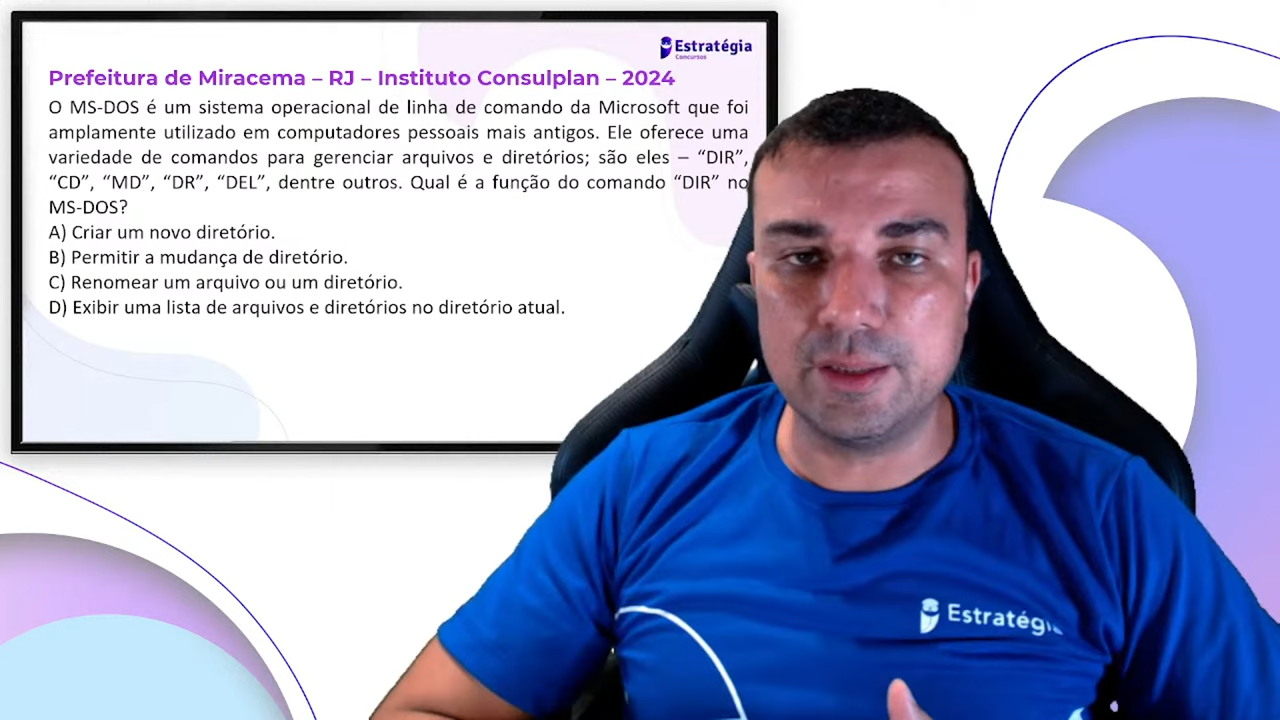 Estratégia
Concursos
Prefeitura de Miracema – RJ – Instituto Consulplan – 2024
O MS-DOS é um sistema operacional de linha de comando da Microsoft que foi
amplamente utilizado em computadores pessoais mais antigos. Ele oferece uma
variedade de comandos para gerenciar arquivos e diretórios; são eles – “DIR”,
“CD”, “MD”, “DR”, “DEL”, dentre outros. Qual é a função do comando “DIR” no
MS-DOS?
A) Criar um novo diretório.
B) Permitir a mudança de diretório.
C) Renomear um arquivo ou um diretório.
D) Exibir uma lista de arquivos e diretórios no diretório atual.
Estratégia